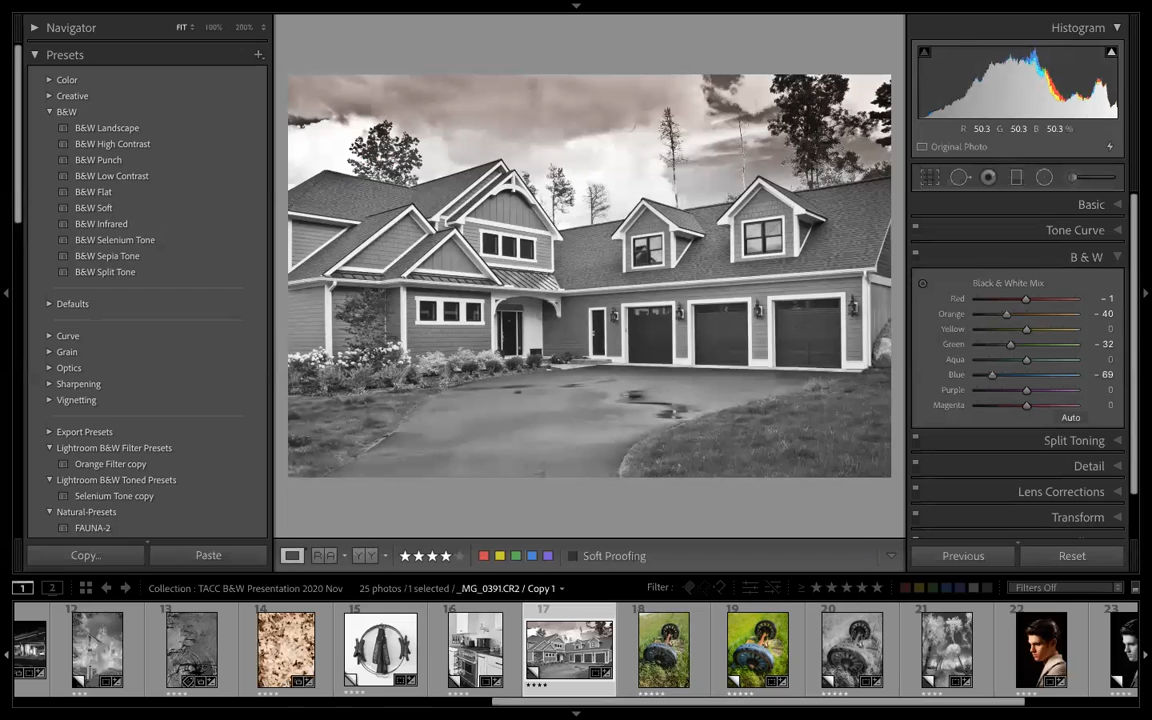 Navigator FIT 100% 200%
Presets +
Color
Creative
B&W
B&W Landscape
B&W High Contrast
B&W Punch
B&W Low Contrast
B&W Flat
B&W Soft
B&W Infrared
B&W Selenium Tone
B&W Sepia Tone
B&W Split Tone
Defaults
Curve
Grain
Optics
Sharpening
Vignetting
Export Presets
Lightroom B&W Filter Presets
Orange Filter copy
Lightroom B&W Toned Presets
Selenium Tone copy
Natural-Presets
FAUNA-2
Copy... Paste
Soft Proofing
Histogram
R 50.3 G 50.3 B 50.3 %
Original Photo
Basic
Tone Curve
B & W
Black & White Mix
Red - 1
Orange - 40
Yellow 0
Green - 32
Aqua 0
Blue - 69
Purple 0
Magenta 0
Auto
Split Toning
Detail
Lens Corrections
Transform
Previous Reset
1 2 Collection : TACC B&W Presentation 2020 Nov 25 photos / 1 selected / _MG_0391.CR2 / Copy 1 Filter : Filters Off
12 13 14 15 16 17 18 19 20 21 22 23